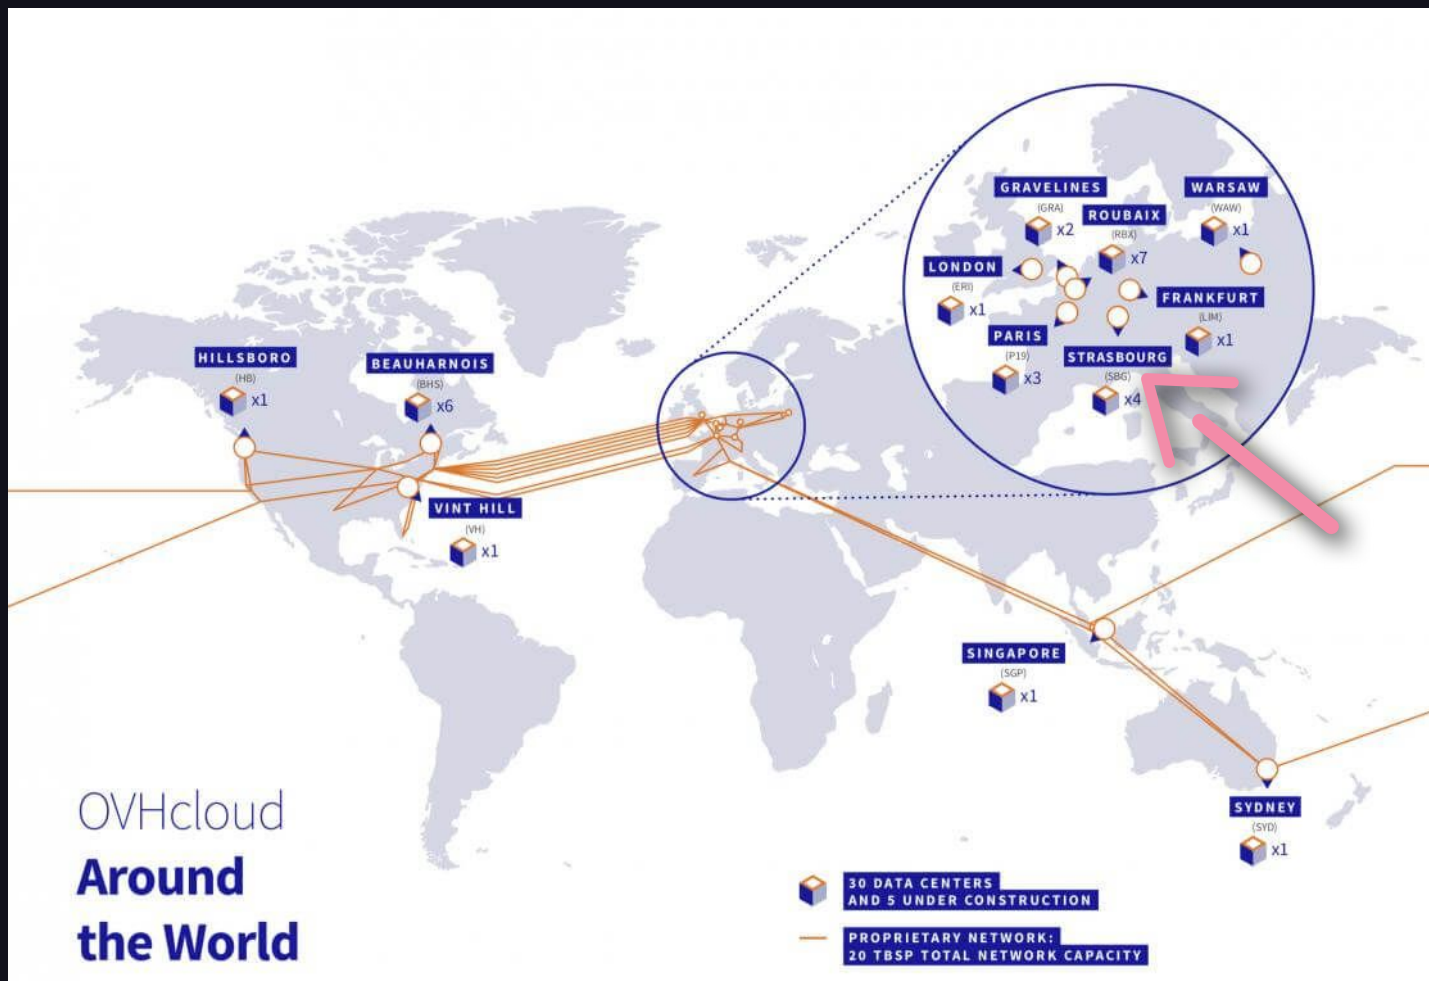 GRAVELINES
(GRA)
x2
ROUBAIX
(RBX)
x7
WARSAW
(WAW)
x1
LONDON
(ERI)
x1
FRANKFURT
(LIM)
x1
PARIS
(P19)
x3
STRASBOURG
(SBG)
x4
HILLSBORO
(HB)
x1
BEAUHARNOIS
(BHS)
x6
VINT HILL
(VH)
x1
SINGAPORE
(SGP)
x1
SYDNEY
(SYD)
x1
OVHcloud
Around
the World
30 DATA CENTERS
AND 5 UNDER CONSTRUCTION
PROPRIETARY NETWORK:
20 TBSP TOTAL NETWORK CAPACITY